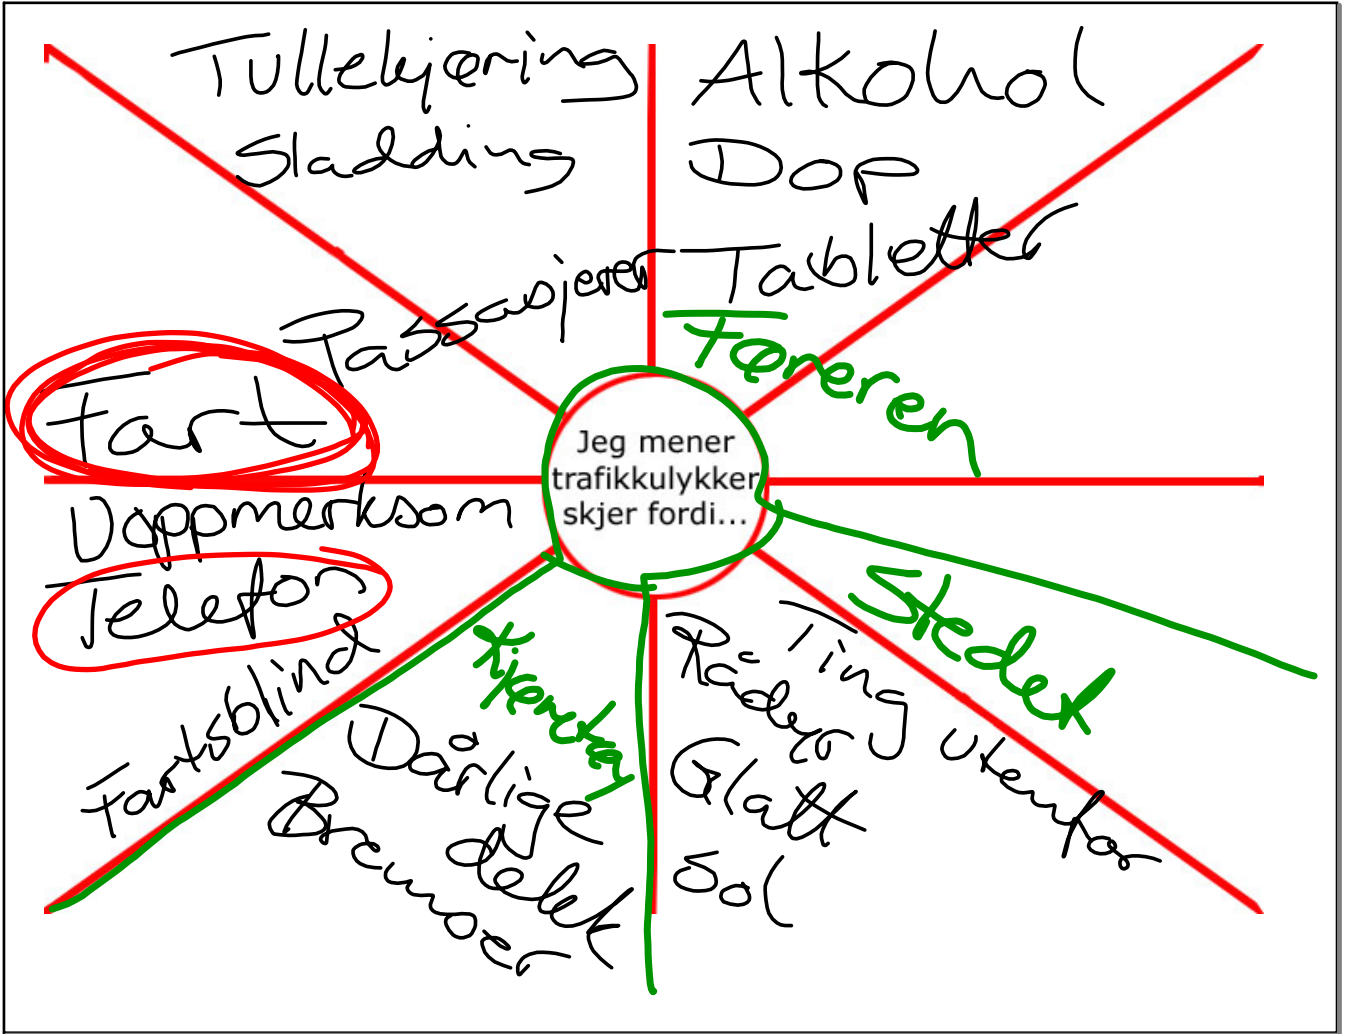 Tullekjøring
Sladding
Passasjerer
Alkohol
Dop
Tabletter
Føreren
Fart
Uoppmerksom
Telefon
Fartsblind
Jeg mener
trafikkulykker
skjer fordi...
Stedet
Ting utenfor
Rådyr
Glatt
Sol
Kjøretøy
Dårlige dekk
Bremser